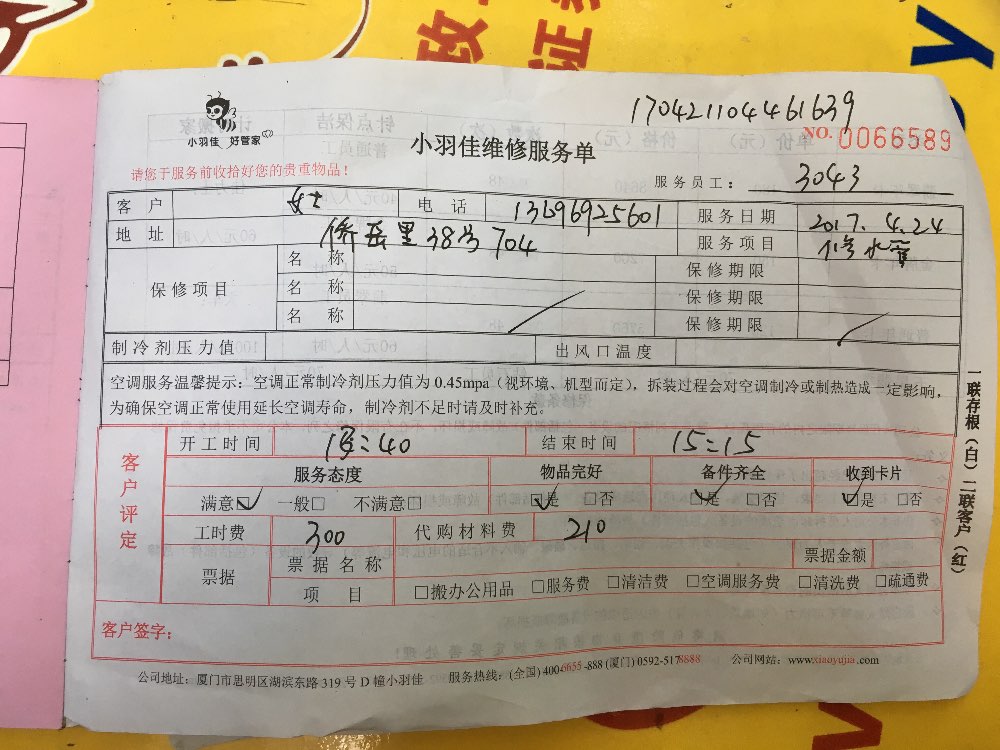 政
证
170421104461639
小羽佳 好管家
小羽佳维修服务单
NO. 0066589
请您于服务前收拾好您的贵重物品！
服务员工： 3043
客 户 女士 电 话 13696925601 服务日期 2017.4.24
地 址 38号704 服务项目 修水管
保修项目 名 称 保修期限
名 称 保修期限
名 称 保修期限
制冷剂压力值 出风口温度
空调服务温馨提示：空调正常制冷剂压力值为 0.45mpa（视环境、机型而定），拆装过程会对空调制冷或制热造成一定影响，
为确保空调正常使用延长空调寿命，制冷剂不足时请及时补充。
客户评定
开工时间 结束时间 15:15
服务态度 物品完好 备件齐全 收到卡片
满意☑ 一般□ 不满意□ ☑是 □否 ☑是 □否 ☑是 □否
工时费 300 代购材料费 210
票据 票据名称 票据金额
项 目 □搬办公用品 □服务费 □清洁费 □空调服务费 □清洗费 □疏通费
客户签字：
一联存根（白）二联客户（红）
公司地址：厦门市思明区湖滨东路 319 号 D 幢小羽佳 服务热线：(全国) 400-6655-888 (厦门) 0592-5178888 公司网站：www.xiaoyujia.com